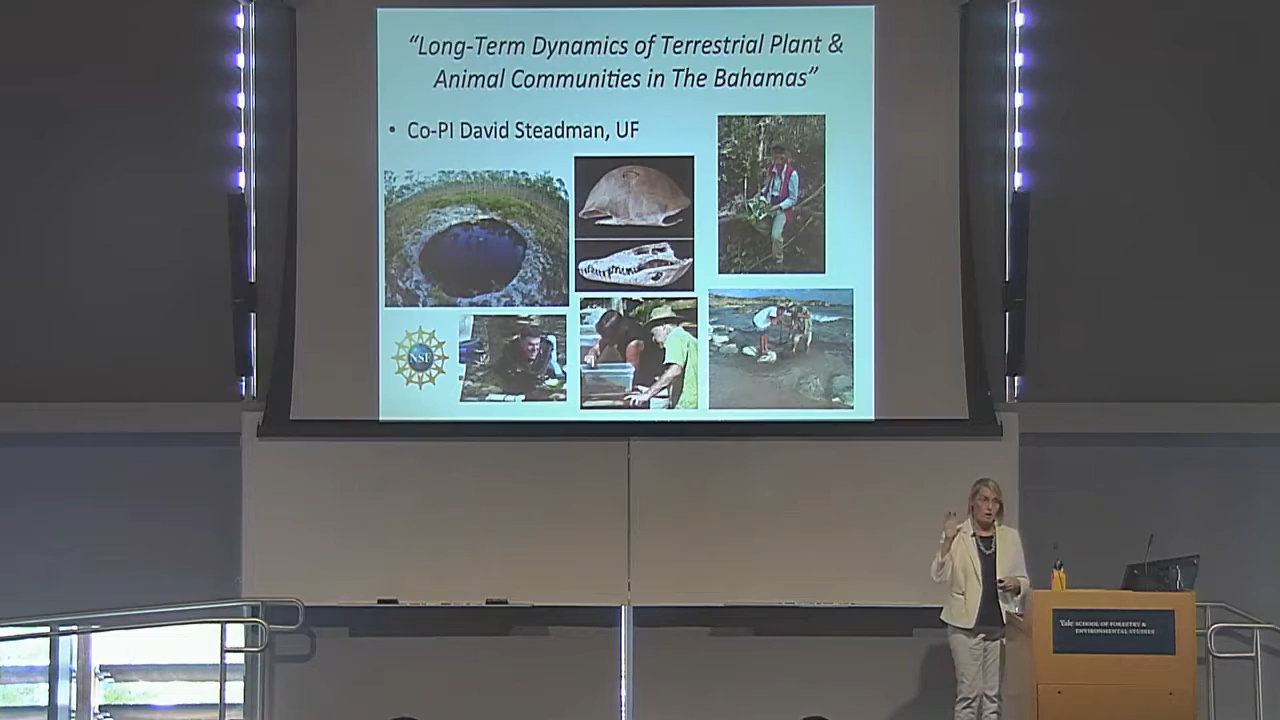 “Long-Term Dynamics of Terrestrial Plant &
Animal Communities in The Bahamas”
• Co-PI David Steadman, UF
NSF
Yale SCHOOL OF FORESTRY &
ENVIRONMENTAL STUDIES